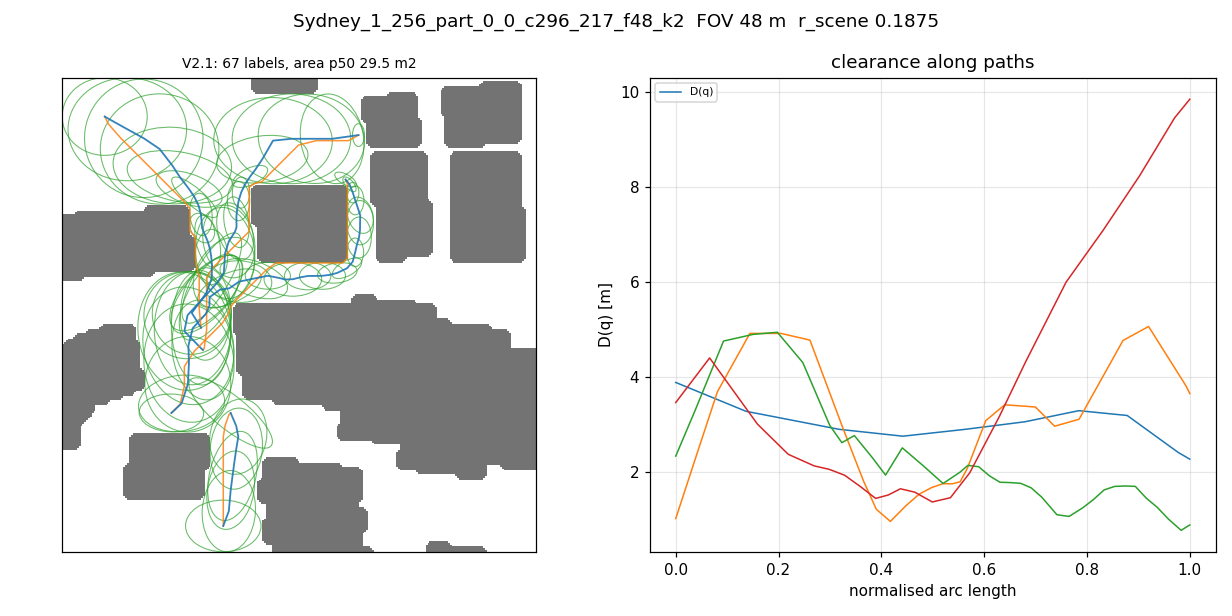 Sydney_1_256_part_0_0_c296_217_f48_k2  FOV 48 m  r_scene 0.1875
V2.1: 67 labels, area p50 29.5 m2
clearance along paths
D(q)
10
8
6
4
2
D(q) [m]
0.0 0.2 0.4 0.6 0.8 1.0
normalised arc length